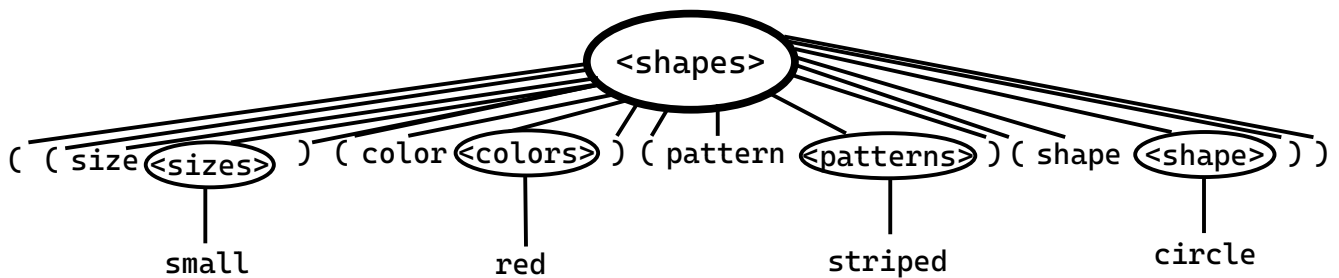 <shapes>
( ( size <sizes> ) ( color <colors> ) ( pattern <patterns> ) ( shape <shape> ) )
small red striped circle